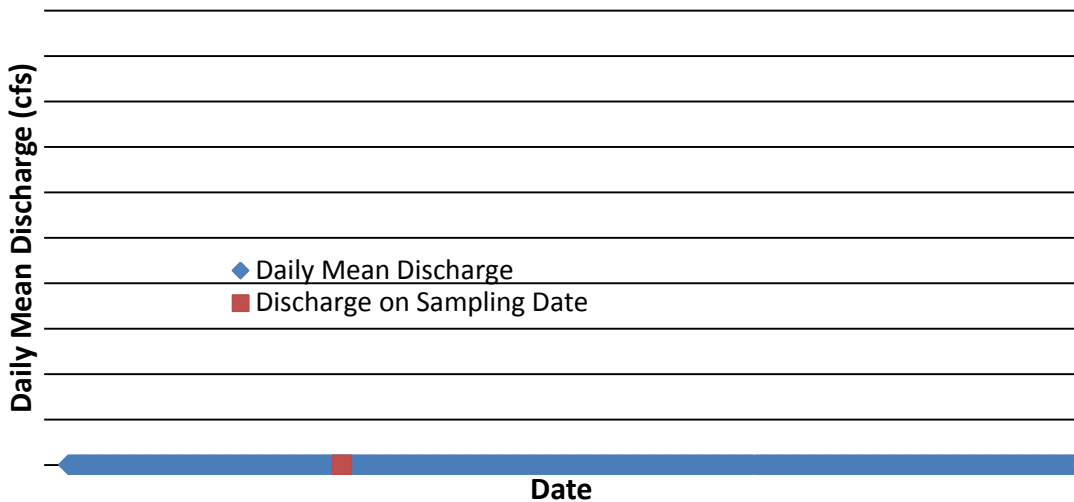 Daily Mean Discharge (cfs)
Daily Mean Discharge
Discharge on Sampling Date
Date